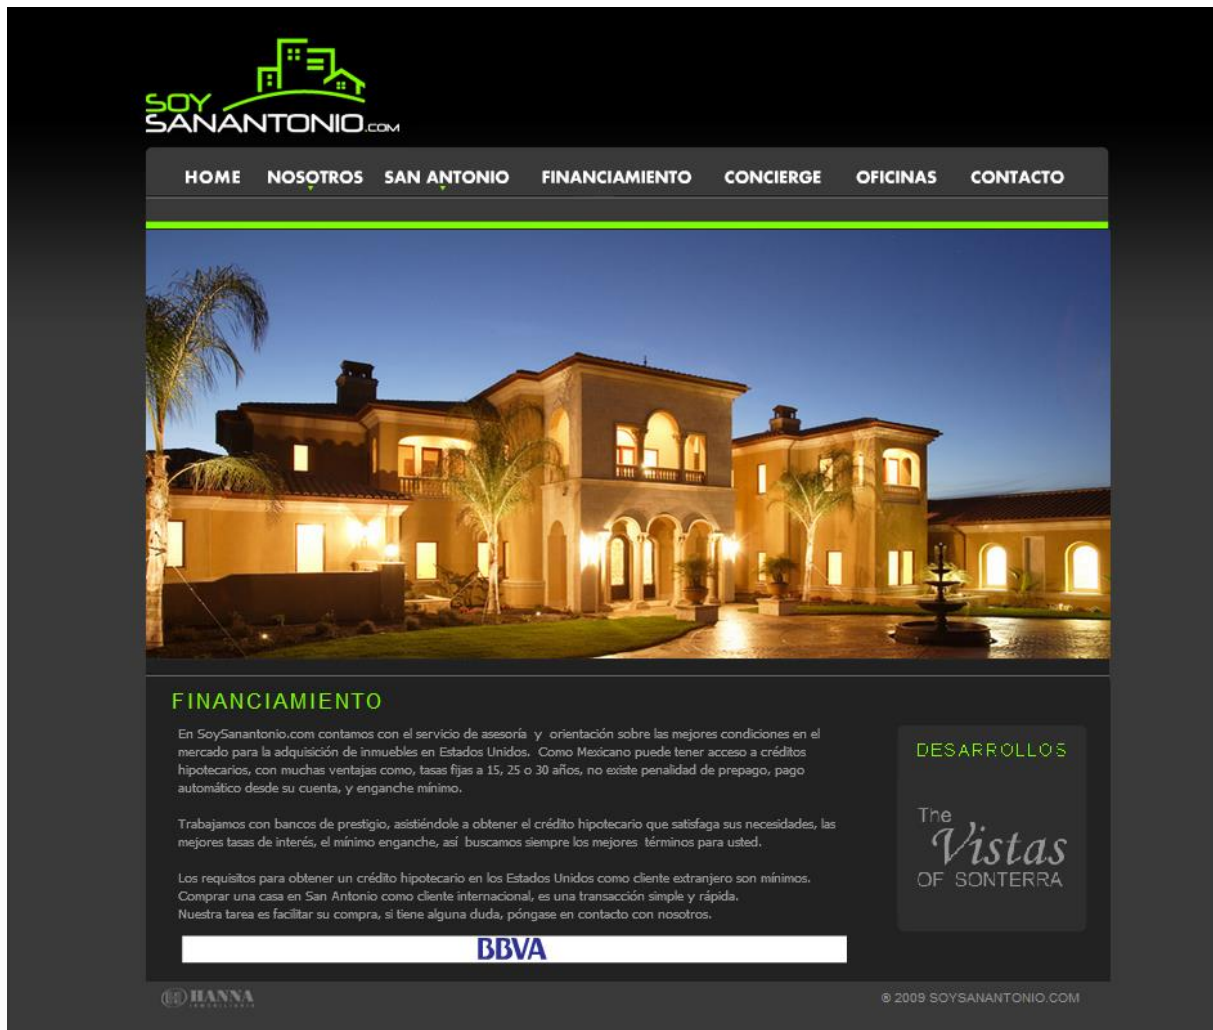 SOY
SANANTONIO.COM
HOME NOSOTROS SAN ANTONIO FINANCIAMIENTO CONCIERGE OFICINAS CONTACTO
FINANCIAMIENTO
En SoySanantonio.com contamos con el servicio de asesoría y orientación sobre las mejores condiciones en el
mercado para la adquisición de inmuebles en Estados Unidos. Como Mexicano puede tener acceso a créditos
hipotecarios, con muchas ventajas como, tasas fijas a 15, 25 o 30 años, no existe penalidad de prepago, pago
automático desde su cuenta, y enganche mínimo.
Trabajamos con bancos de prestigio, asistiéndole a obtener el crédito hipotecario que satisfaga sus necesidades, las
mejores tasas de interés, el mínimo enganche, así buscamos siempre los mejores términos para usted.
Los requisitos para obtener un crédito hipotecario en los Estados Unidos como cliente extranjero son mínimos.
Comprar una casa en San Antonio como cliente internacional, es una transacción simple y rápida.
Nuestra tarea es facilitar su compra, si tiene alguna duda, póngase en contacto con nosotros.
BBVA
DESARROLLOS
The
Vistas
OF SONTERRA
HANNA
INMOBILIARIA
® 2009 SOYSANANTONIO.COM